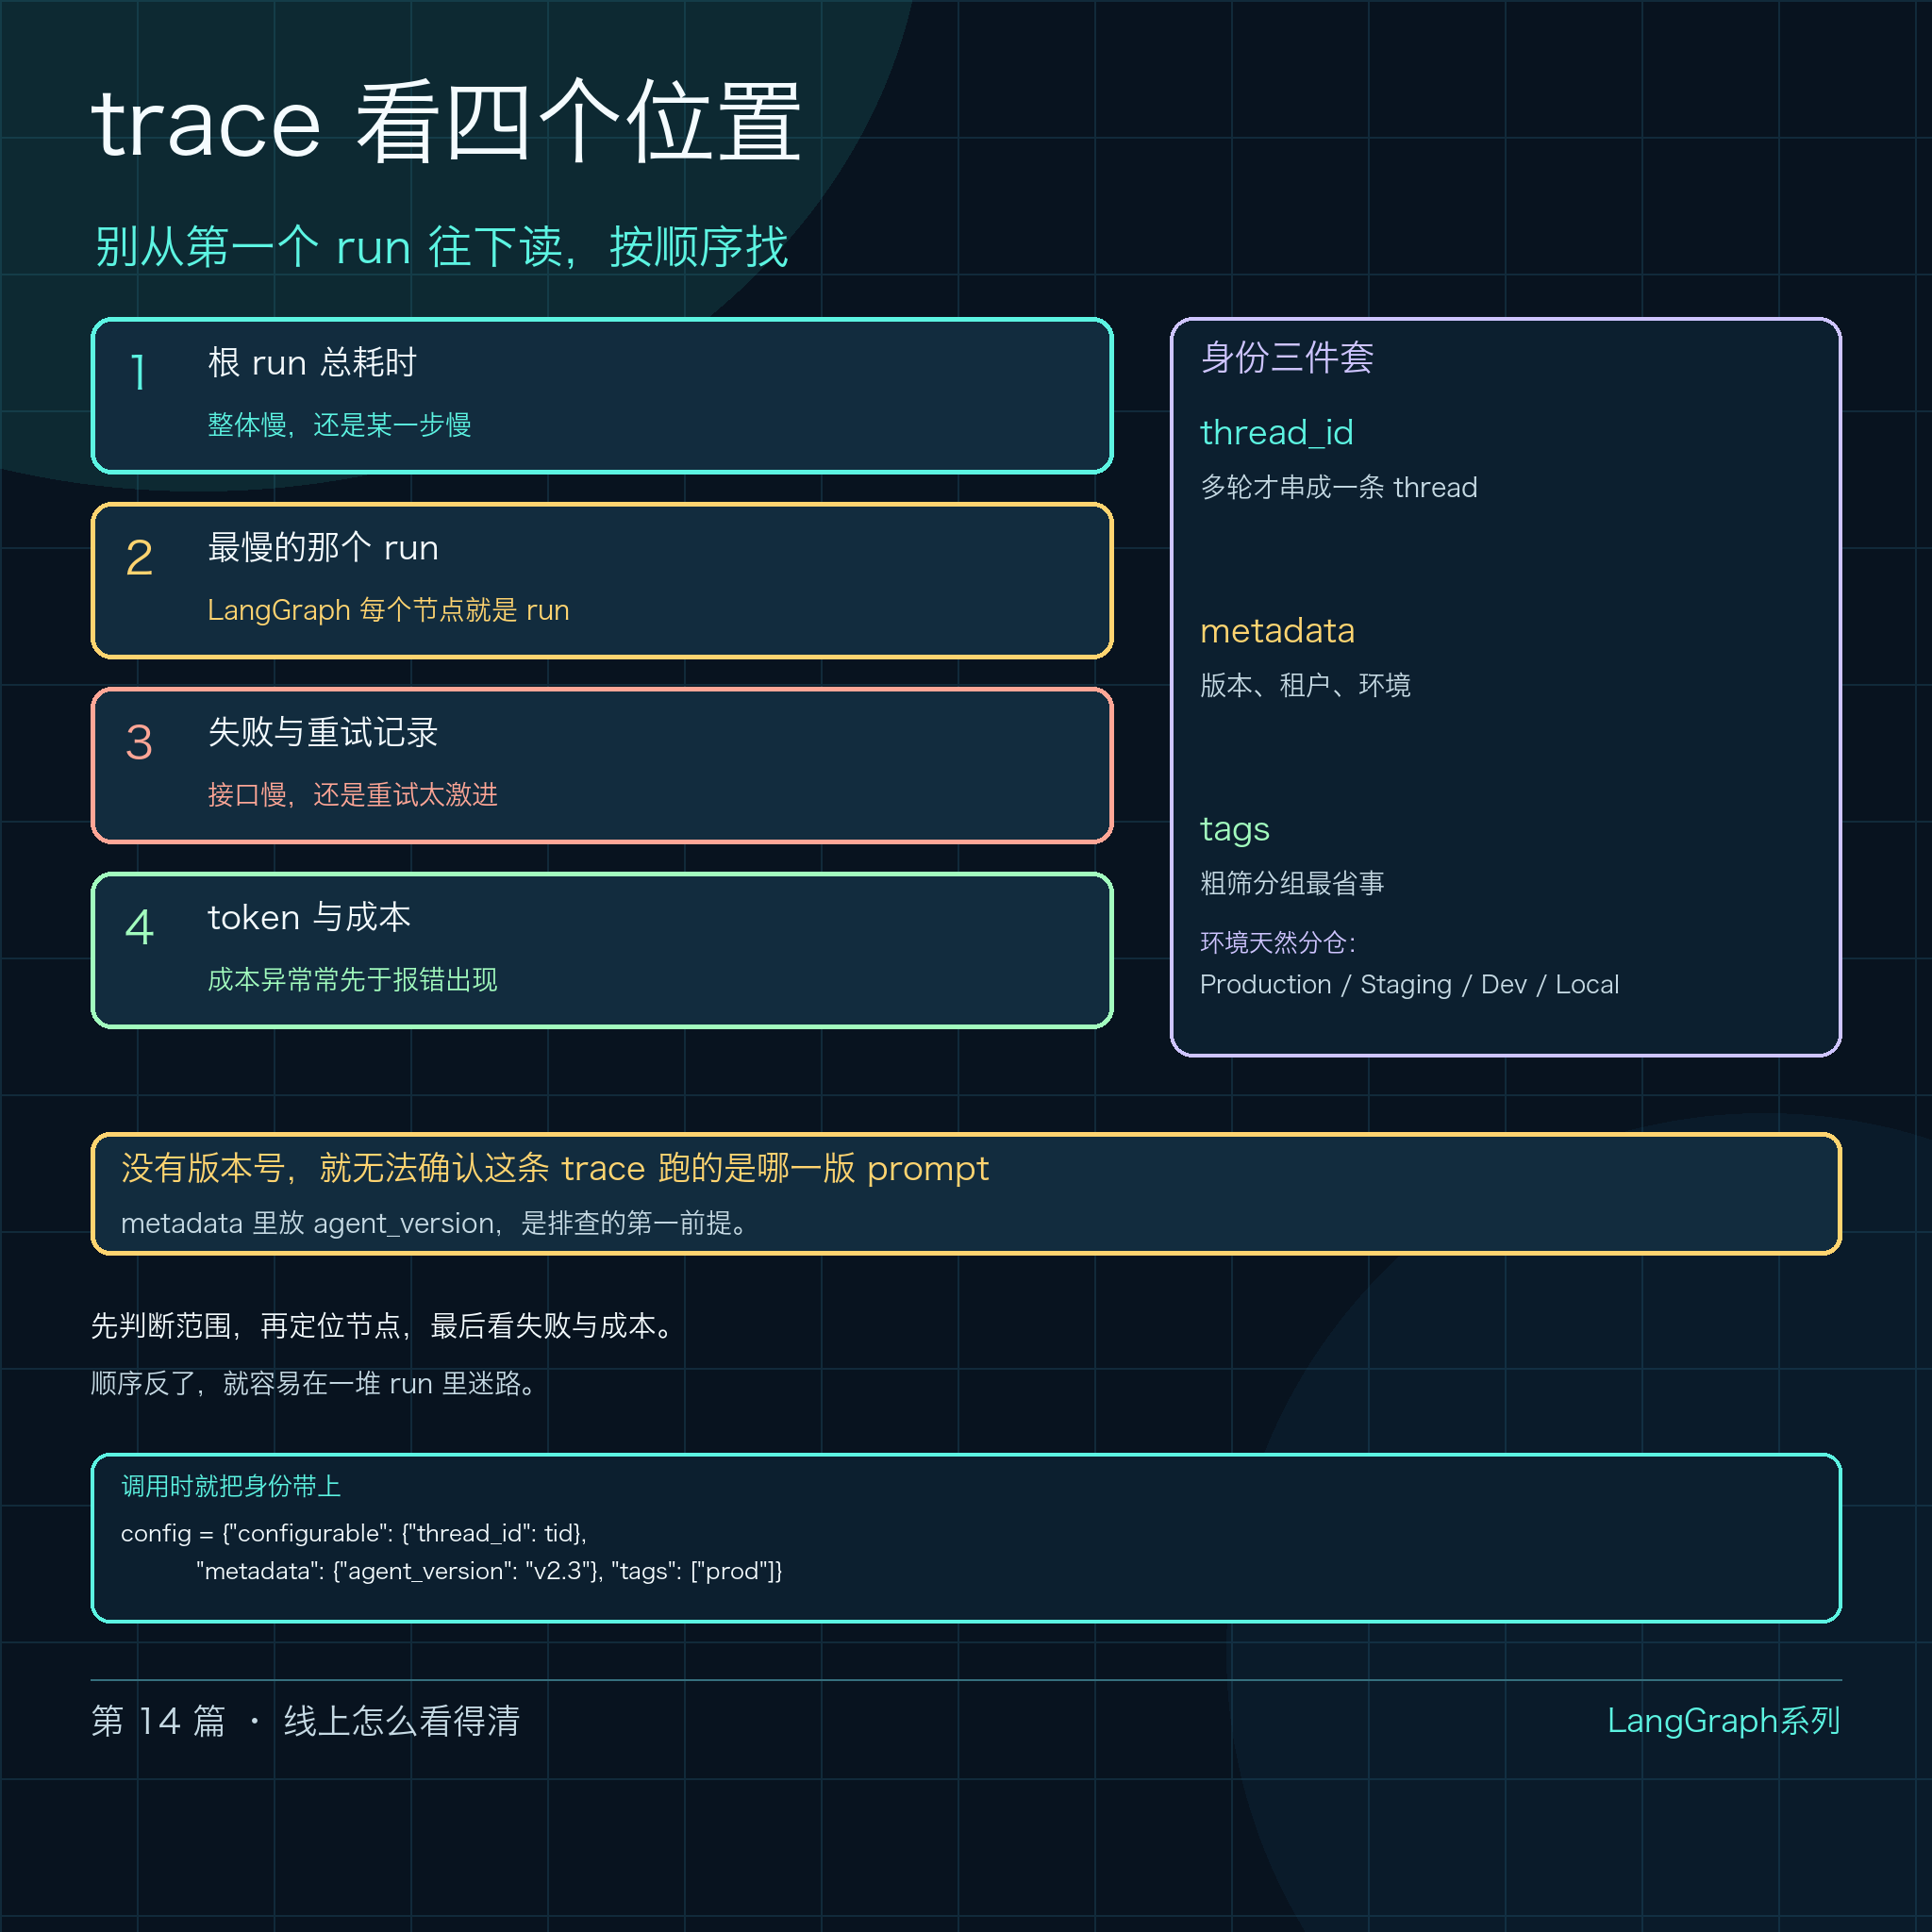 trace 看四个位置
别从第一个 run 往下读，按顺序找
1
根 run 总耗时
整体慢，还是某一步慢
2
最慢的那个 run
LangGraph 每个节点就是 run
3
失败与重试记录
接口慢，还是重试太激进
4
token 与成本
成本异常常先于报错出现
身份三件套
thread_id
多轮才串成一条 thread
metadata
版本、租户、环境
tags
粗筛分组最省事
环境天然分仓：
Production / Staging / Dev / Local
没有版本号，就无法确认这条 trace 跑的是哪一版 prompt
metadata 里放 agent_version，是排查的第一前提。
先判断范围，再定位节点，最后看失败与成本。
顺序反了，就容易在一堆 run 里迷路。
调用时就把身份带上
config = {"configurable": {"thread_id": tid},
"metadata": {"agent_version": "v2.3"}, "tags": ["prod"]}
第 14 篇 · 线上怎么看得清
LangGraph系列